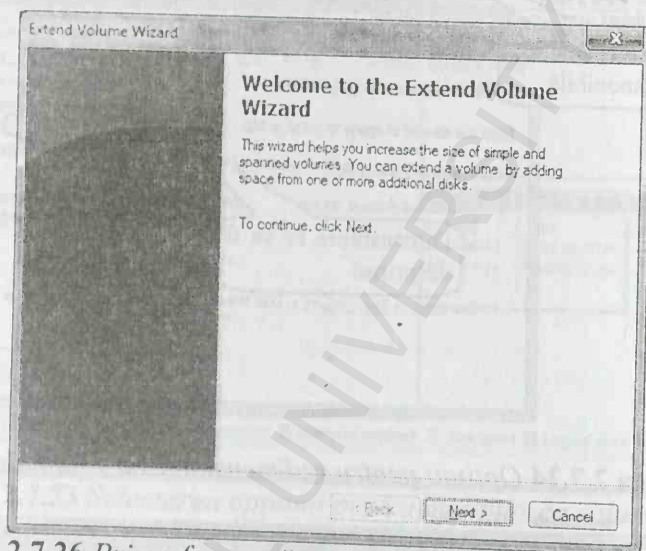 Extend Volume Wizard
Welcome to the Extend Volume
Wizard
This wizard helps you increase the size of simple and
spanned volumes. You can extend a volume by adding
space from one or more additional disks.
To continue, click Next.
< Back
Next >
Cancel
UNIVERSIT